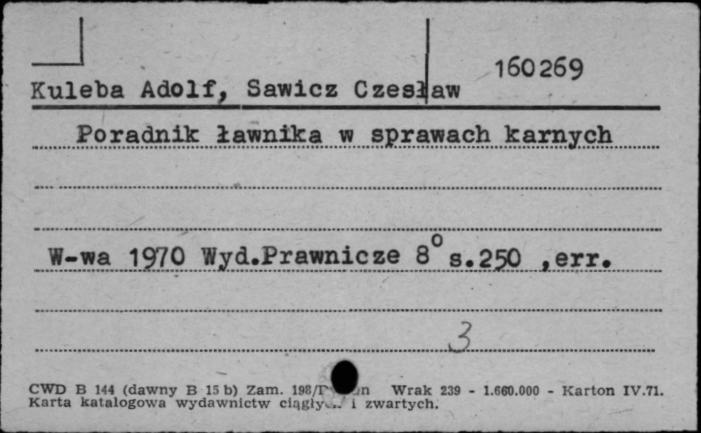 160269
Kuleba Adolf, Sawicz Czesław
Poradnik ławnika w sprawach karnych
W-wa 1970 Wyd.Prawnicze 8° s.250 ,err.
3
CWD B 144 (dawny B 15 b) Zam. Wrak 239 - 1.660.000 - Karton IV.71.
Karta katalogowa wydawnictw i zwartych.